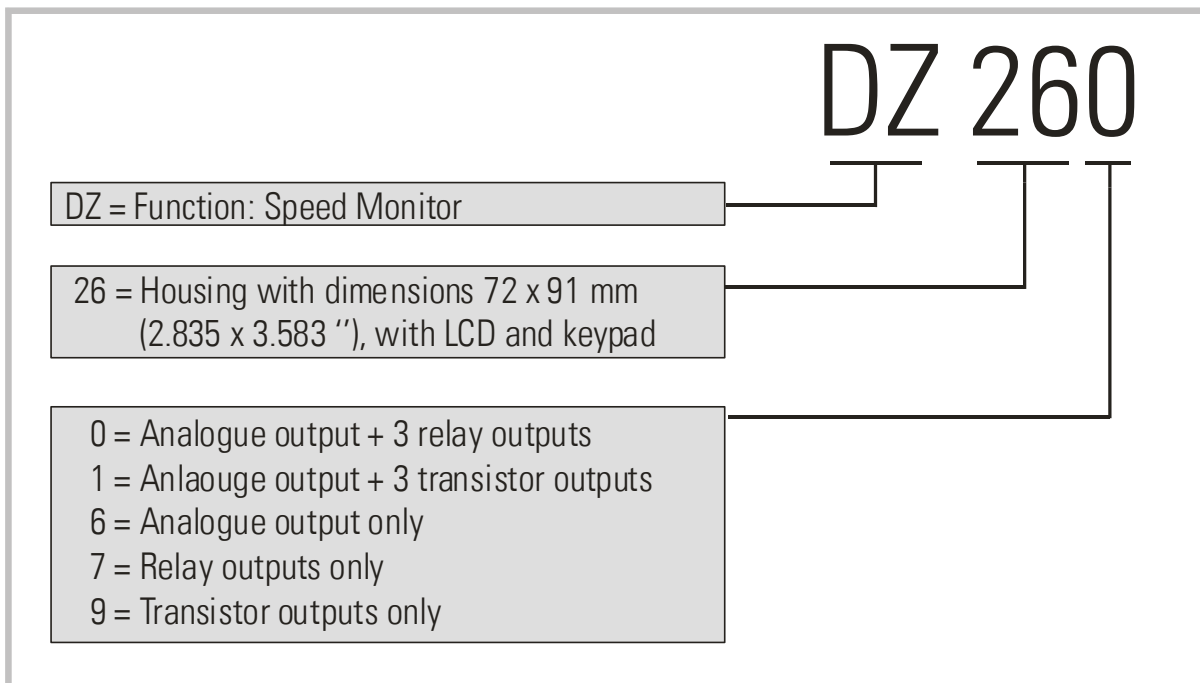 DZ 260
DZ = Function: Speed Monitor
26 = Housing with dimensions 72 x 91 mm
(2.835 x 3.583 ‘’), with LCD and keypad
0 = Analogue output + 3 relay outputs
1 = Anlaouge output + 3 transistor outputs
6 = Analogue output only
7 = Relay outputs only
9 = Transistor outputs only